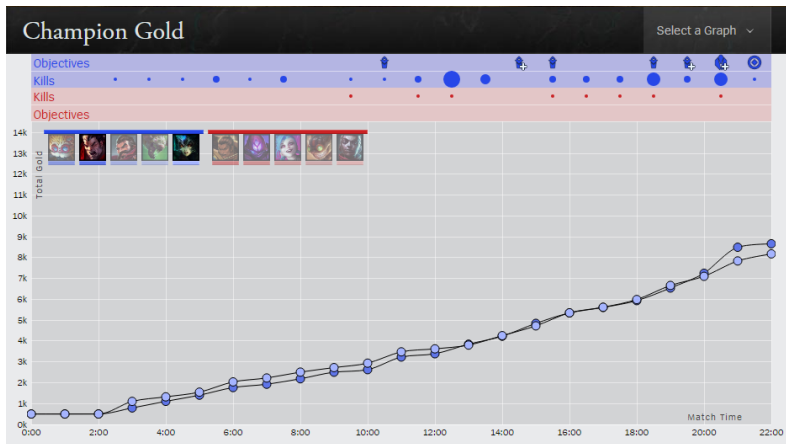 Champion Gold
Select a Graph
Objectives
Kills
Kills
Objectives
14k
13k
12k
11k
10k
9k
8k
7k
6k
5k
4k
3k
2k
1k
0k
Total Gold
Match Time
0:00 2:00 4:00 6:00 8:00 10:00 12:00 14:00 16:00 18:00 20:00 22:00